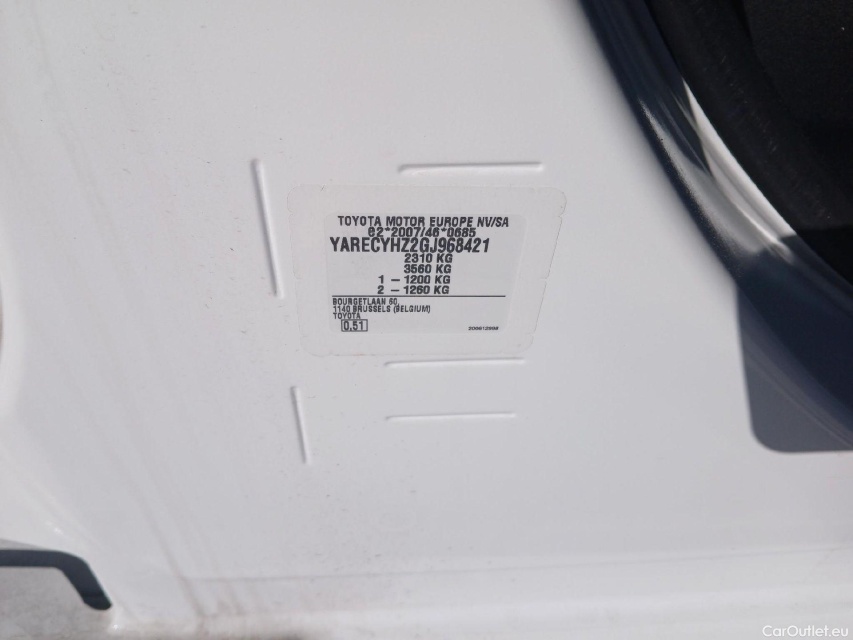 TOYOTA MOTOR EUROPE NV/SA
e2*2007/46*0685
YARECYHZ2GJ968421
2310 KG
3560 KG
1 – 1200 KG
2 – 1260 KG
BOURGETLAAN 60,
1140 BRUSSELS (BELGIUM)
TOYOTA
0.51
CarOutlet.eu